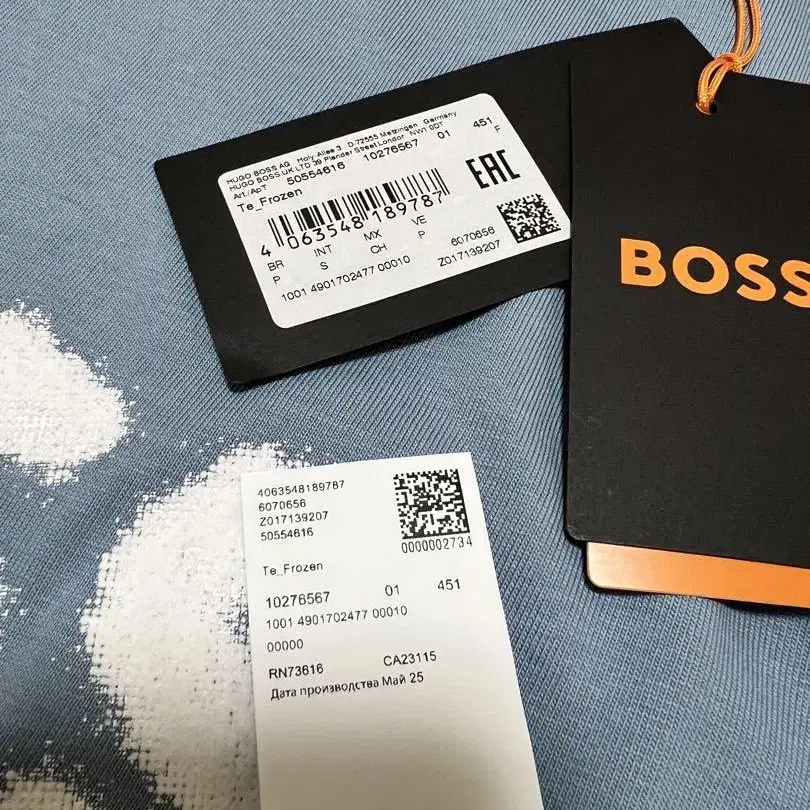 HUGO BOSS AG Holy-Allee 3 D-72555 Metzingen Germany
HUGO BOSS UK LTD 39 Plender Street London NW1 0DT
Art./Apт 50554616 10276567 01 451 F
Te_Frozen
EAC
4 063548 189787
BR INT MX VE
P S CH P
6070656
1001 4901702477 00010 Z017139207
BOSS
4063548189787
6070656
Z017139207
50554616
0000002734
Te_Frozen
10276567 01 451
1001 4901702477 00010
00000
RN73616 CA23115
Дата производства Май 25